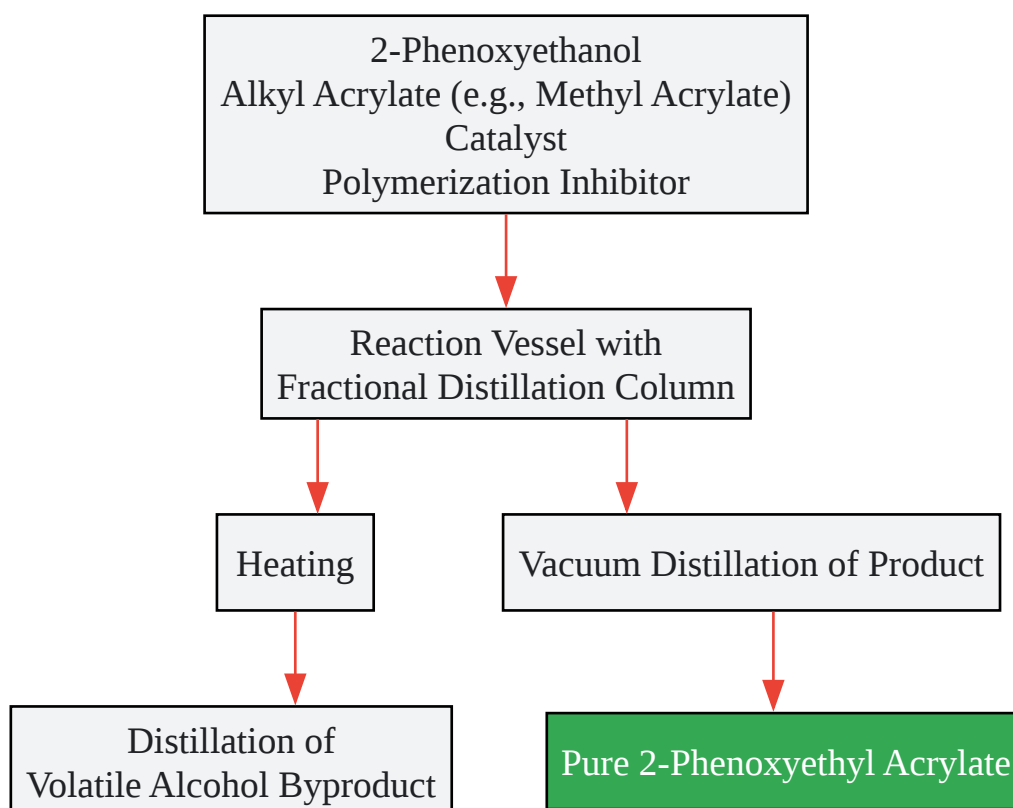 2-Phenoxyethanol
Alkyl Acrylate (e.g., Methyl Acrylate)
Catalyst
Polymerization Inhibitor
Reaction Vessel with
Fractional Distillation Column
Heating
Vacuum Distillation of Product
Distillation of
Volatile Alcohol Byproduct
Pure 2-Phenoxyethyl Acrylate